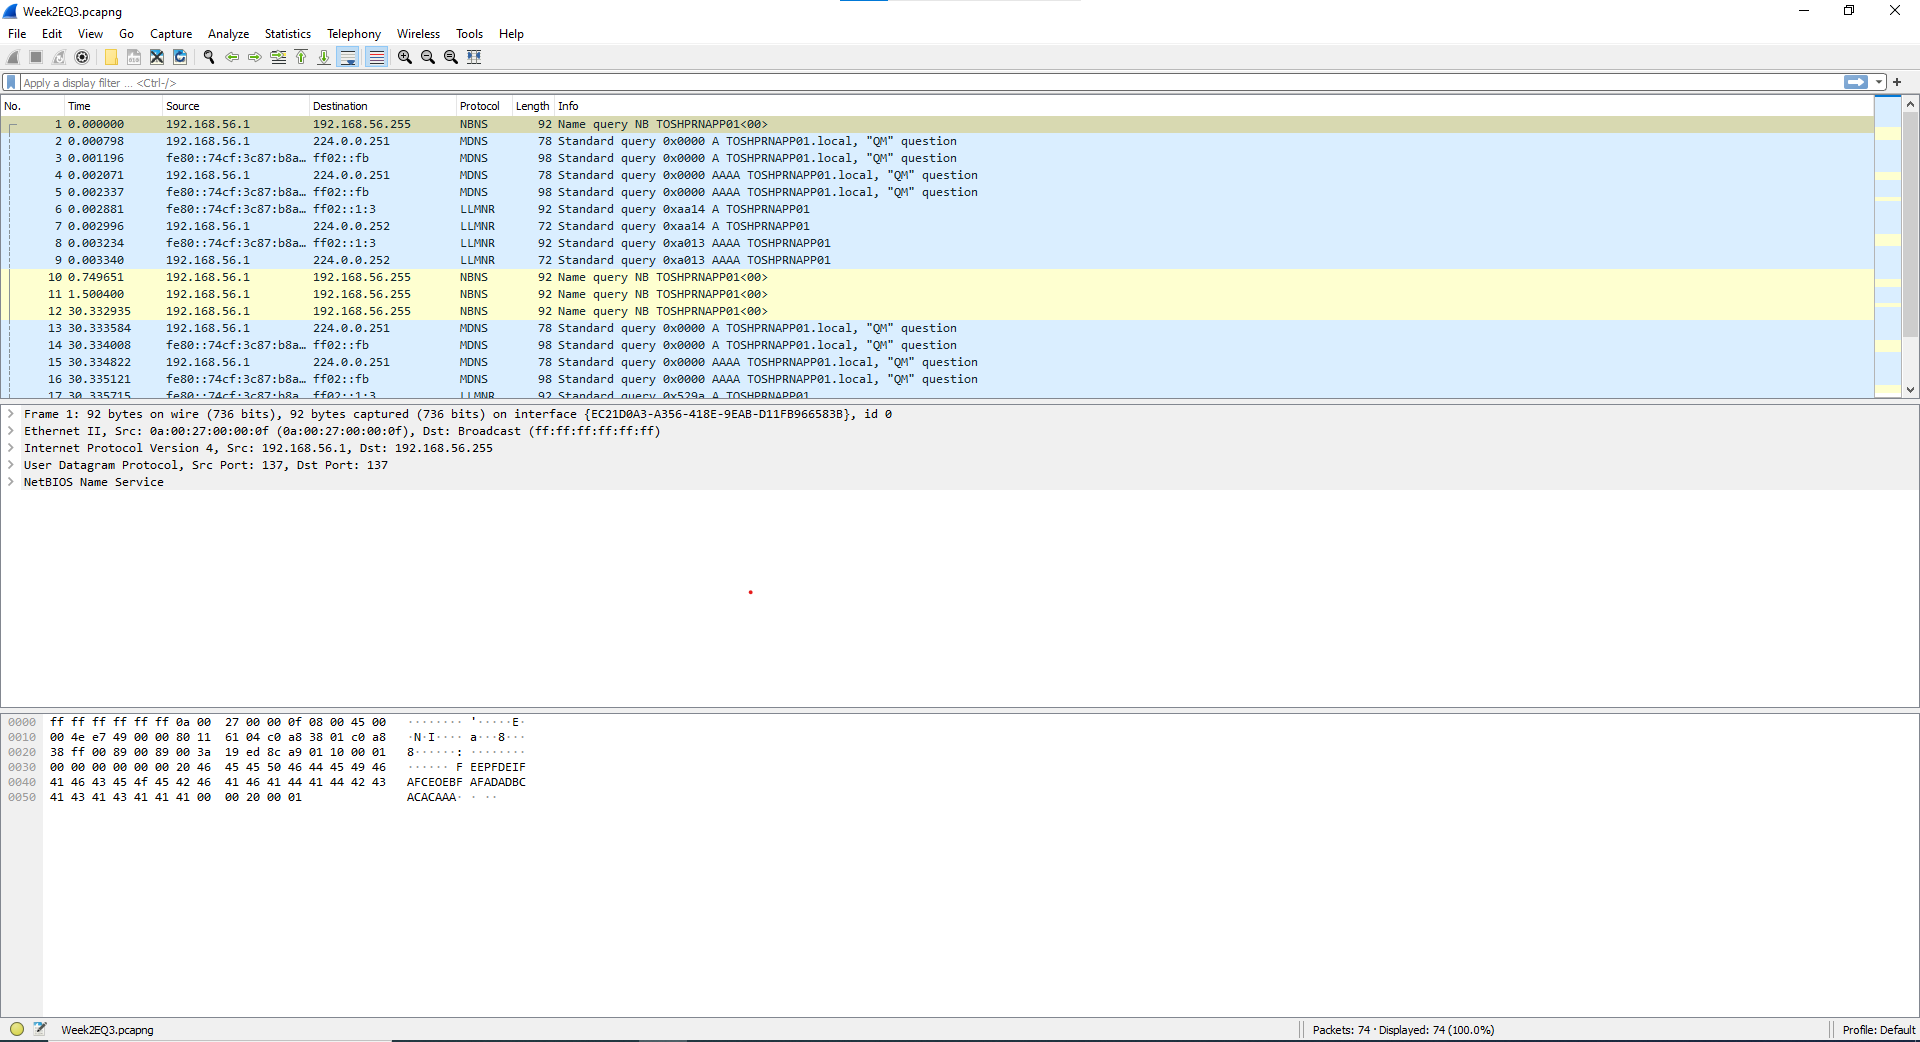 Week2EQ3.pcapng
File Edit View Go Capture Analyze Statistics Telephony Wireless Tools Help
Apply a display filter ... <Ctrl-/>
No. Time Source Destination Protocol Length Info
1 0.000000 192.168.56.1 192.168.56.255 NBNS 92 Name query NB TOSHPRNAPP01<00>
2 0.000798 192.168.56.1 224.0.0.251 MDNS 78 Standard query 0x0000 A TOSHPRNAPP01.local, "QM" question
3 0.001196 fe80::74cf:3c87:b8a… ff02::fb MDNS 98 Standard query 0x0000 A TOSHPRNAPP01.local, "QM" question
4 0.002071 192.168.56.1 224.0.0.251 MDNS 78 Standard query 0x0000 AAAA TOSHPRNAPP01.local, "QM" question
5 0.002337 fe80::74cf:3c87:b8a… ff02::fb MDNS 98 Standard query 0x0000 AAAA TOSHPRNAPP01.local, "QM" question
6 0.002881 fe80::74cf:3c87:b8a… ff02::1:3 LLMNR 92 Standard query 0xaa14 A TOSHPRNAPP01
7 0.002996 192.168.56.1 224.0.0.252 LLMNR 72 Standard query 0xaa14 A TOSHPRNAPP01
8 0.003234 fe80::74cf:3c87:b8a… ff02::1:3 LLMNR 92 Standard query 0xa013 AAAA TOSHPRNAPP01
9 0.003340 192.168.56.1 224.0.0.252 LLMNR 72 Standard query 0xa013 AAAA TOSHPRNAPP01
10 0.749651 192.168.56.1 192.168.56.255 NBNS 92 Name query NB TOSHPRNAPP01<00>
11 1.500400 192.168.56.1 192.168.56.255 NBNS 92 Name query NB TOSHPRNAPP01<00>
12 30.332935 192.168.56.1 192.168.56.255 NBNS 92 Name query NB TOSHPRNAPP01<00>
13 30.333584 192.168.56.1 224.0.0.251 MDNS 78 Standard query 0x0000 A TOSHPRNAPP01.local, "QM" question
14 30.334008 fe80::74cf:3c87:b8a… ff02::fb MDNS 98 Standard query 0x0000 A TOSHPRNAPP01.local, "QM" question
15 30.334822 192.168.56.1 224.0.0.251 MDNS 78 Standard query 0x0000 AAAA TOSHPRNAPP01.local, "QM" question
16 30.335121 fe80::74cf:3c87:b8a… ff02::fb MDNS 98 Standard query 0x0000 AAAA TOSHPRNAPP01.local, "QM" question
17 30.335715 fe80::74cf:3c87:b8a… ff02::1:3 LLMNR 92 Standard query 0x529a A TOSHPRNAPP01
Frame 1: 92 bytes on wire (736 bits), 92 bytes captured (736 bits) on interface {EC21D0A3-A356-418E-9EAB-D11FB966583B}, id 0
Ethernet II, Src: 0a:00:27:00:00:0f (0a:00:27:00:00:0f), Dst: Broadcast (ff:ff:ff:ff:ff:ff)
Internet Protocol Version 4, Src: 192.168.56.1, Dst: 192.168.56.255
User Datagram Protocol, Src Port: 137, Dst Port: 137
NetBIOS Name Service
0000 ff ff ff ff ff ff 0a 00 27 00 00 0f 08 00 45 00 ········ '·····E·
0010 00 4e e7 49 00 00 80 11 61 04 c0 a8 38 01 c0 a8 ·N·I···· a···8···
0020 38 ff 00 89 00 89 00 3a 19 ed 8c a9 01 10 00 01 8······: ········
0030 00 00 00 00 00 00 20 46 45 45 50 46 44 45 49 46 ······ F EEPFDEIF
0040 41 46 43 45 4f 45 42 46 41 46 41 44 41 44 42 43 AFCEOEBF AFADADBC
0050 41 43 41 43 41 41 41 00 00 20 00 01 ACACAAA· · ··
Week2EQ3.pcapng
Packets: 74 · Displayed: 74 (100.0%)
Profile: Default